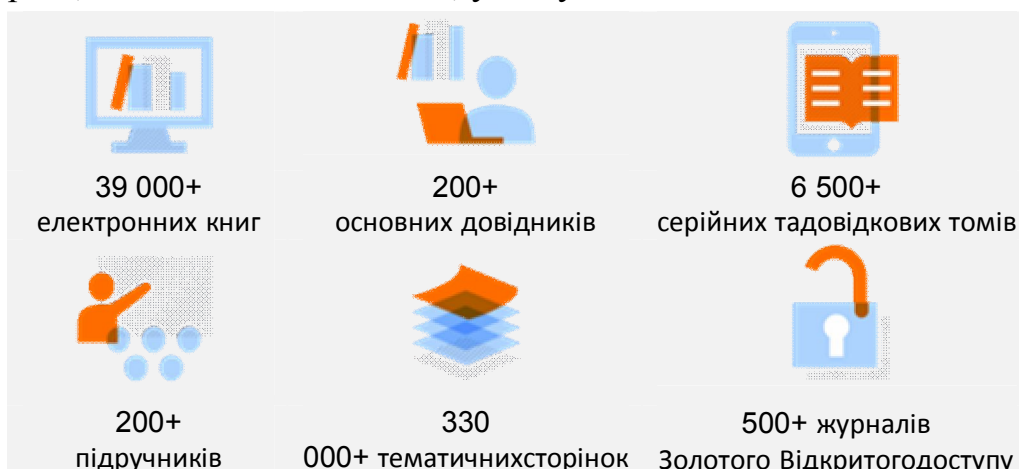 39 000+
електронних книг
200+
основних довідників
6 500+
серійних тадовідкових томів
200+
підручників
330
000+ тематичнихсторінок
500+ журналів
Золотого Відкритогодоступу